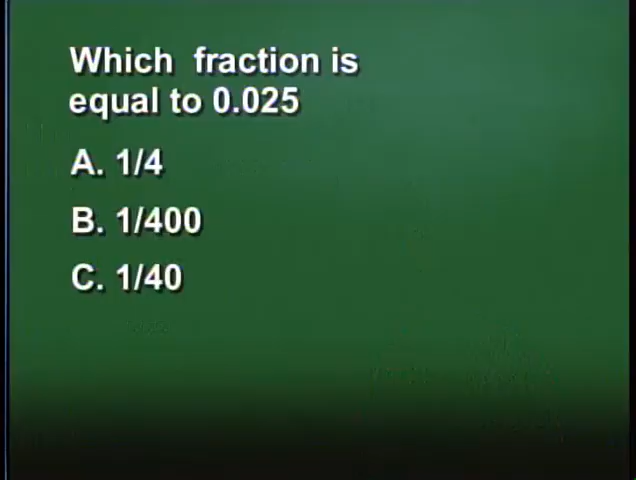 Which fraction is
equal to 0.025
A. 1/4
B. 1/400
C. 1/40